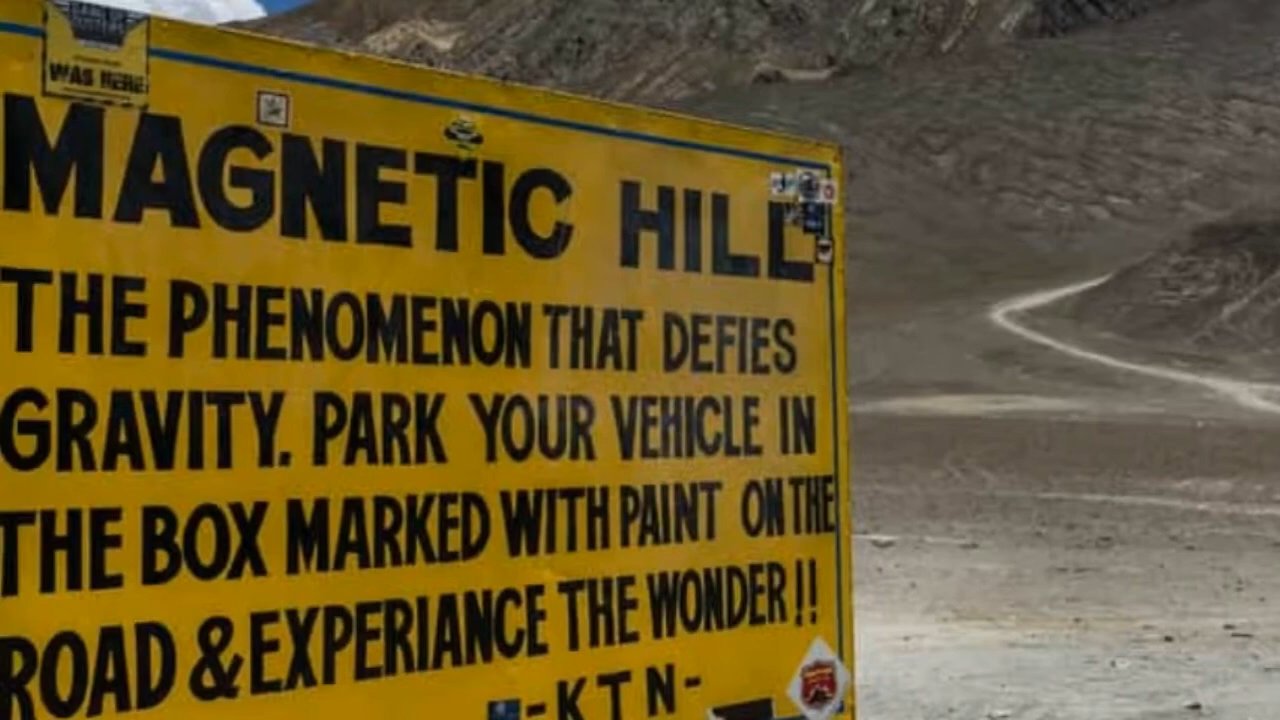 WAS HERE
MAGNETIC HILL
THE PHENOMENON THAT DEFIES
GRAVITY. PARK YOUR VEHICLE IN
THE BOX MARKED WITH PAINT ON THE
ROAD & EXPERIANCE THE WONDER !!
-KTN-